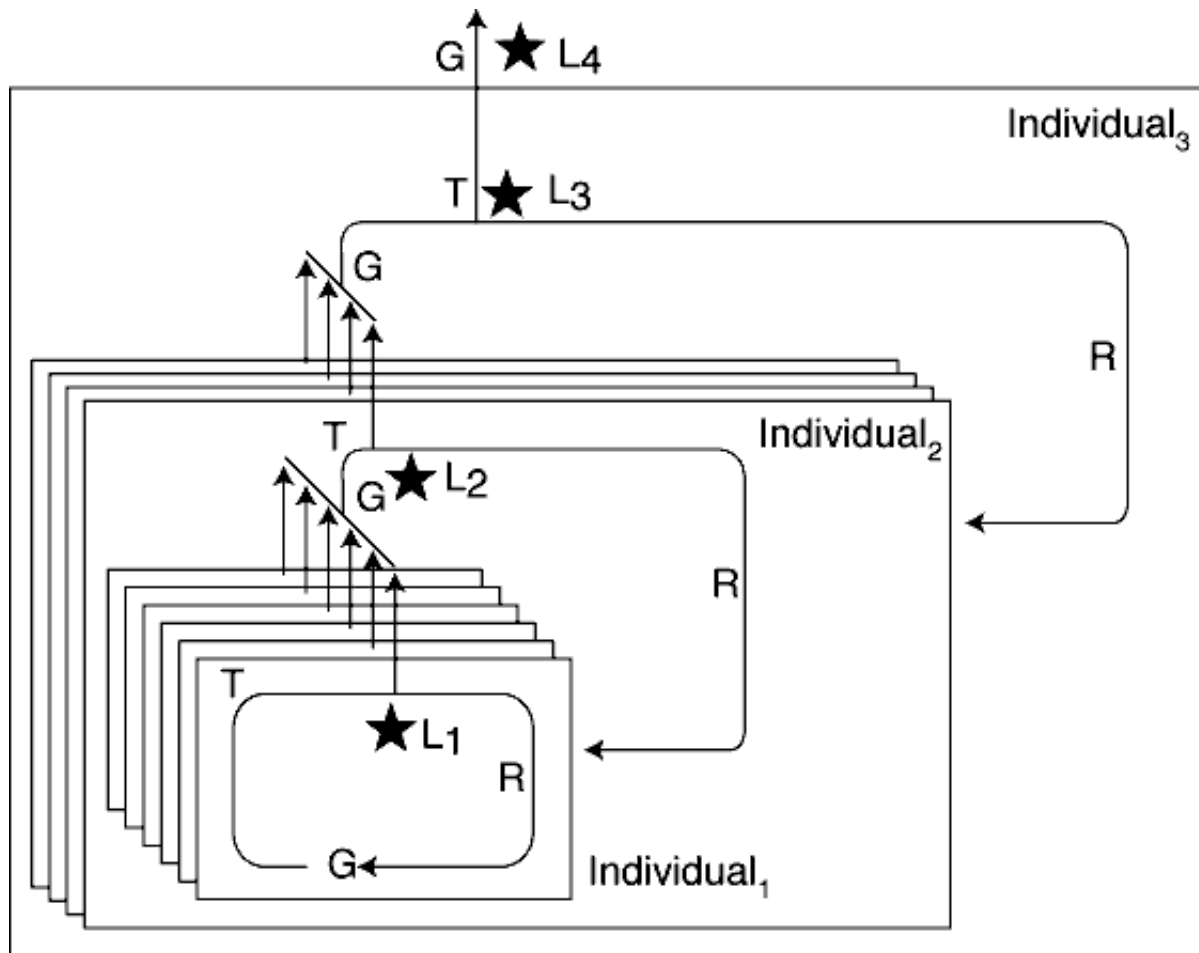 G ★ L4
Individual3
T ★ L3
G
R
T
Individual2
G ★ L2
R
T
★ L1
R
G
Individual1